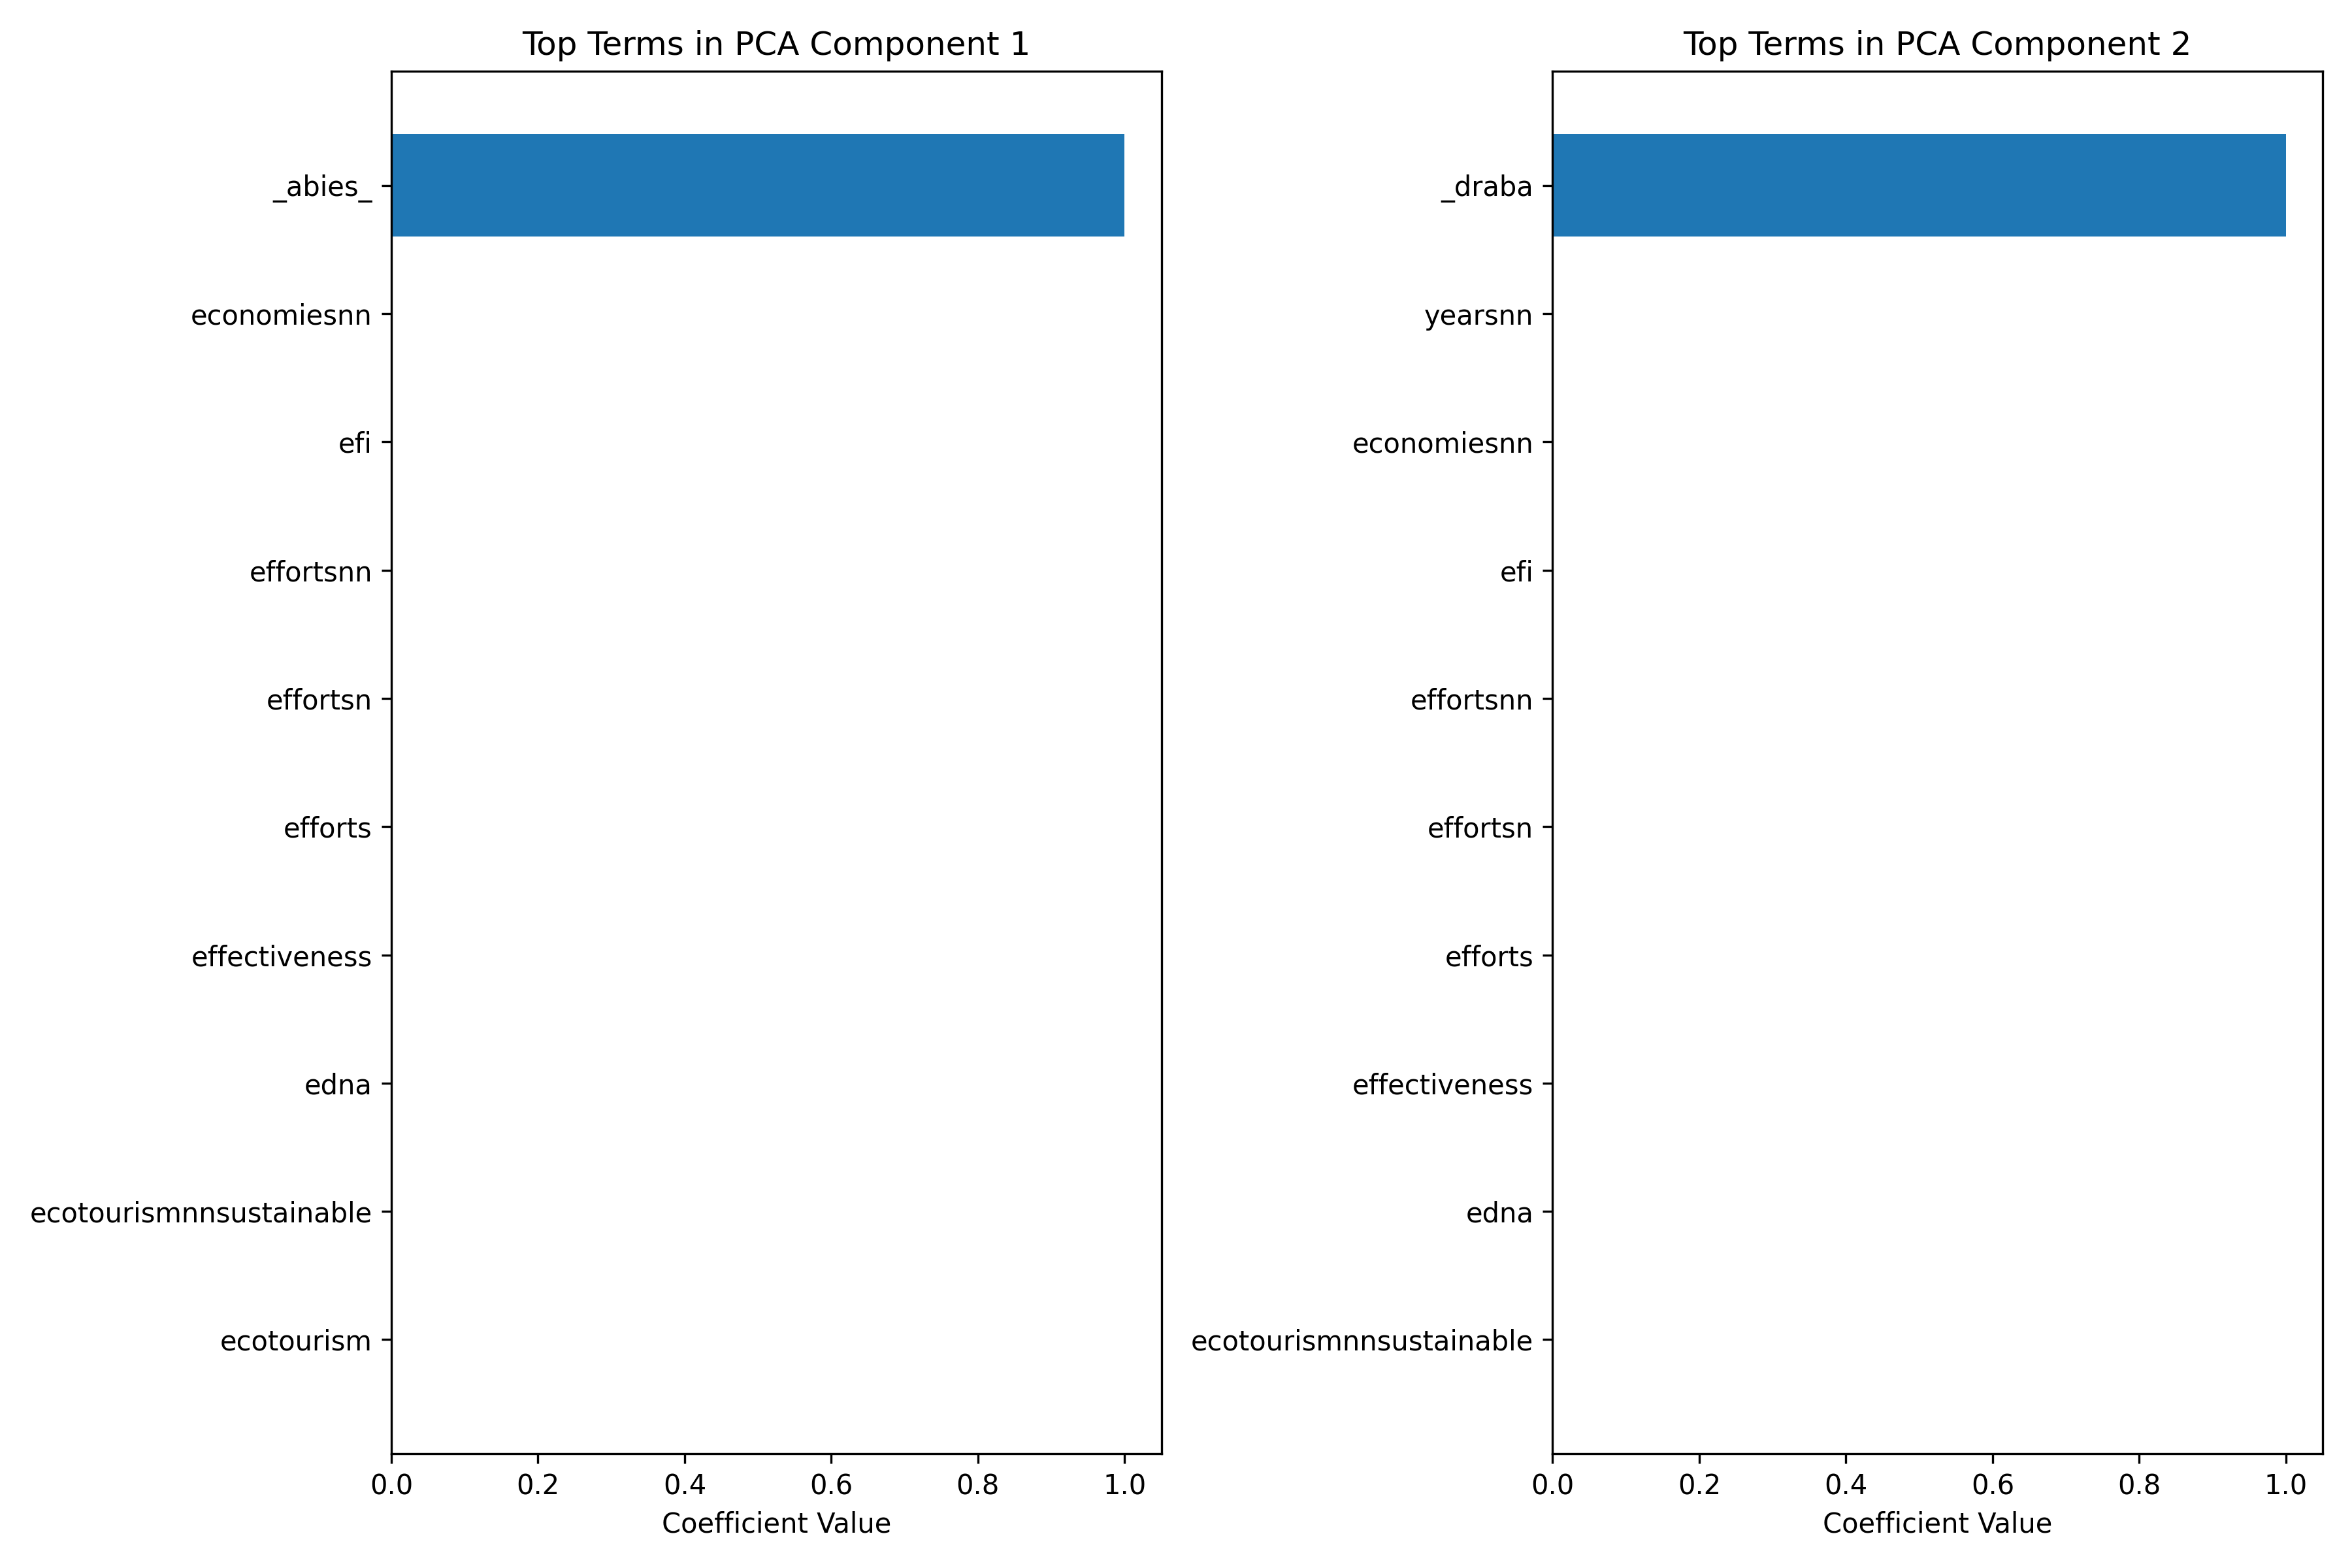 Top Terms in PCA Component 1
_abies_
economiesnn
efi
effortsnn
effortsn
efforts
effectiveness
edna
ecotourismnnsustainable
ecotourism
0.0 0.2 0.4 0.6 0.8 1.0
Coefficient Value
Top Terms in PCA Component 2
_draba
yearsnn
economiesnn
efi
effortsnn
effortsn
efforts
effectiveness
edna
ecotourismnnsustainable
0.0 0.2 0.4 0.6 0.8 1.0
Coefficient Value